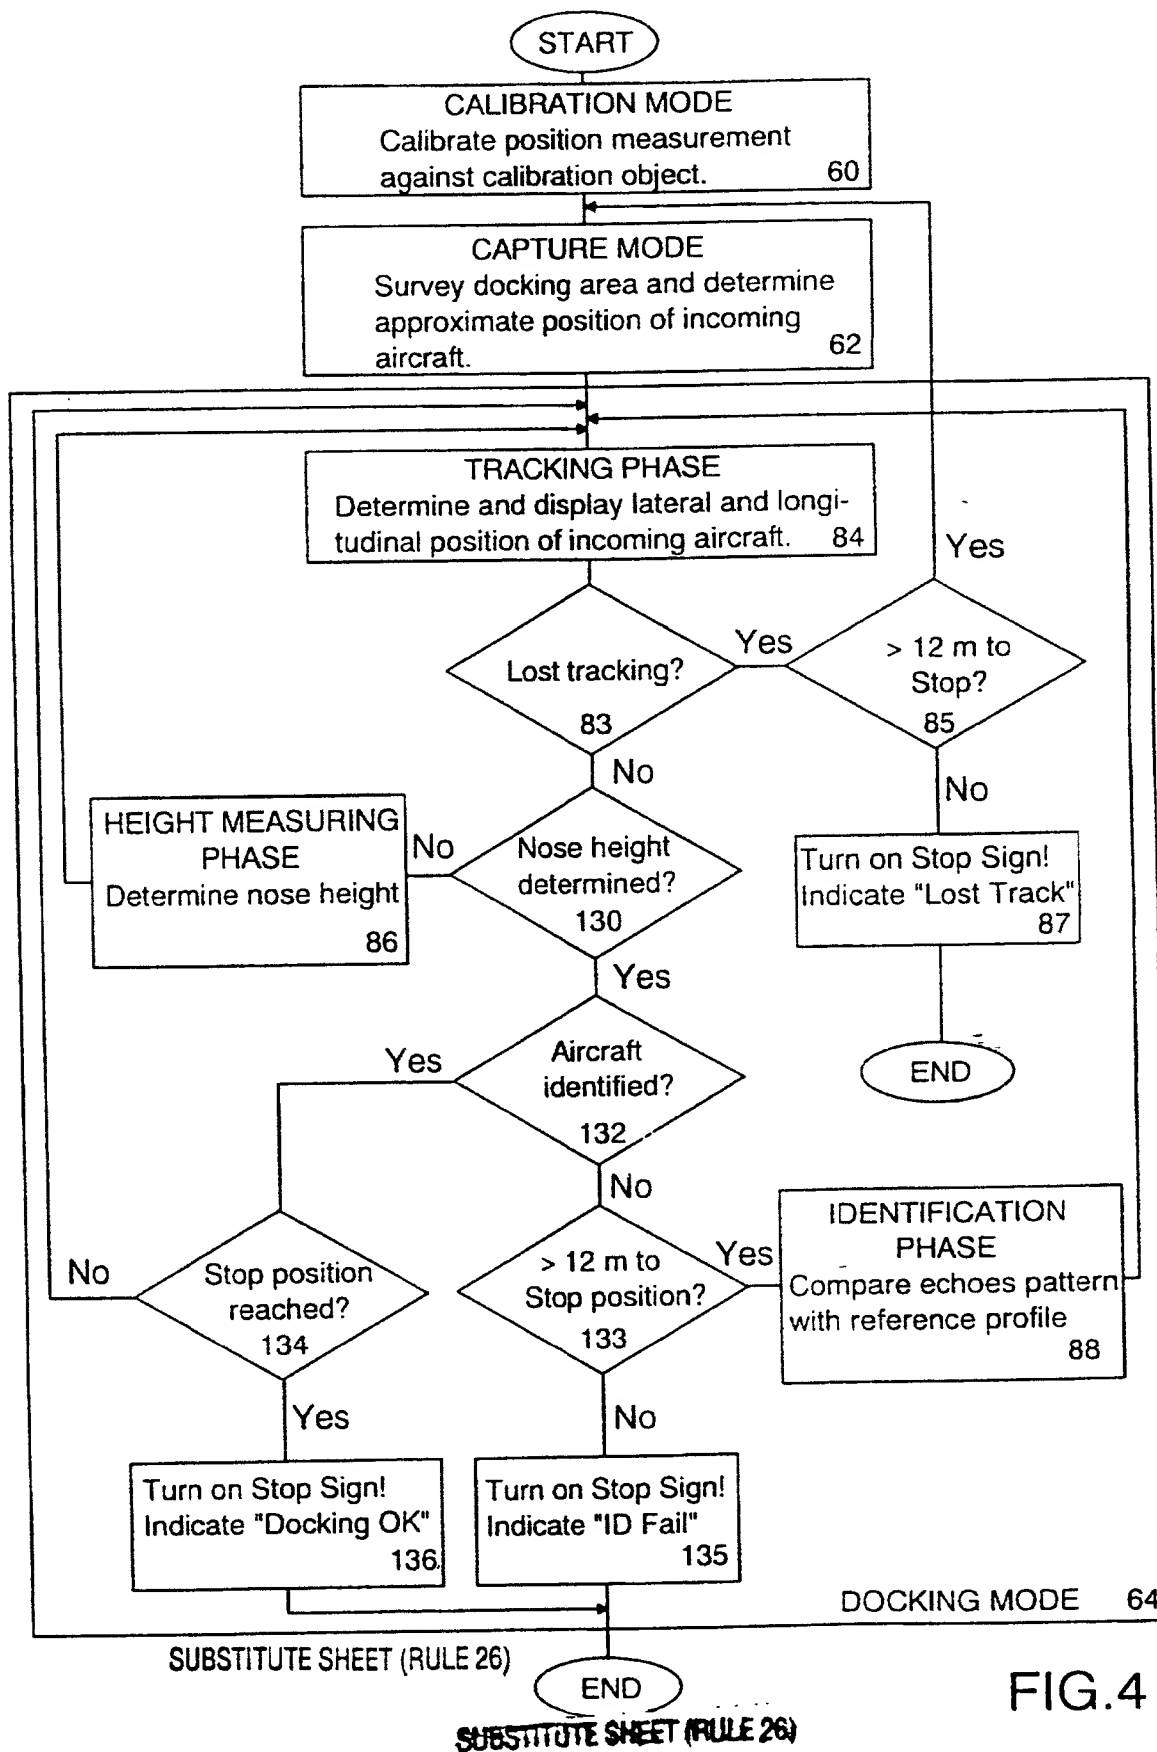 START
CALIBRATION MODE
Calibrate position measurement
against calibration object.
60
CAPTURE MODE
Survey docking area and determine
approximate position of incoming
aircraft.
62
TRACKING PHASE
Determine and display lateral and longi-
tudinal position of incoming aircraft.
84
Yes
Lost tracking?
83
Yes
> 12 m to
Stop?
85
No
No
HEIGHT MEASURING
PHASE
Determine nose height
86
No
Nose height
determined?
130
Turn on Stop Sign!
Indicate "Lost Track"
87
Yes
END
Yes
Aircraft
identified?
132
No
No
Stop position
reached?
134
> 12 m to
Stop position?
133
Yes
IDENTIFICATION
PHASE
Compare echoes pattern
with reference profile
88
Yes
No
Turn on Stop Sign!
Indicate "Docking OK"
136
Turn on Stop Sign!
Indicate "ID Fail"
135
DOCKING MODE 64
SUBSTITUTE SHEET (RULE 26)
END
FIG.4
SUBSTITUTE SHEET (RULE 26)